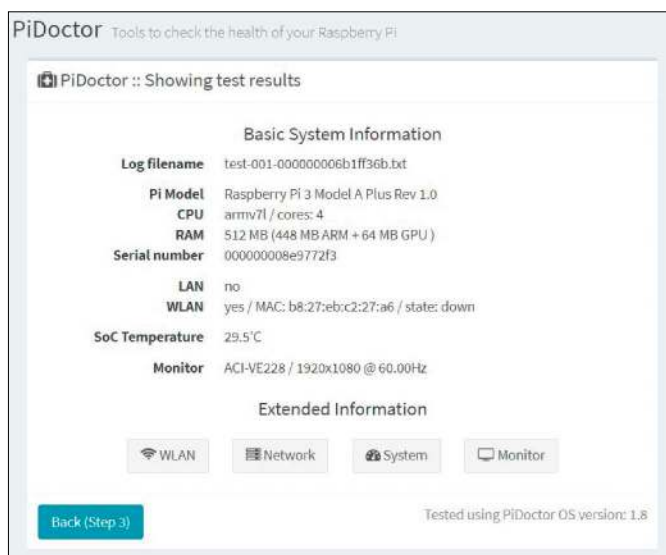 PiDoctor Tools to check the health of your Raspberry Pi
PiDoctor :: Showing test results
Basic System Information
Log filename test-001-000000006b1ff36b.txt
Pi Model Raspberry Pi 3 Model A Plus Rev 1.0
CPU armv7l / cores: 4
RAM 512 MB (448 MB ARM + 64 MB GPU )
Serial number 000000008e9772f3
LAN no
WLAN yes / MAC: b8:27:eb:c2:27:a6 / state: down
SoC Temperature 29.5°C
Monitor ACI-VE228 / 1920x1080 @ 60.00Hz
Extended Information
WLAN Network System Monitor
Back (Step 3) Tested using PiDoctor OS version: 1.8